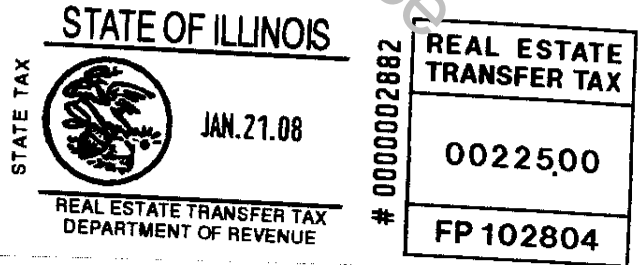 STATE OF ILLINOIS
STATE TAX
JAN.21.08
REAL ESTATE TRANSFER TAX
DEPARTMENT OF REVENUE
# 0000002882
REAL ESTATE
TRANSFER TAX
00225.00
FP 102804